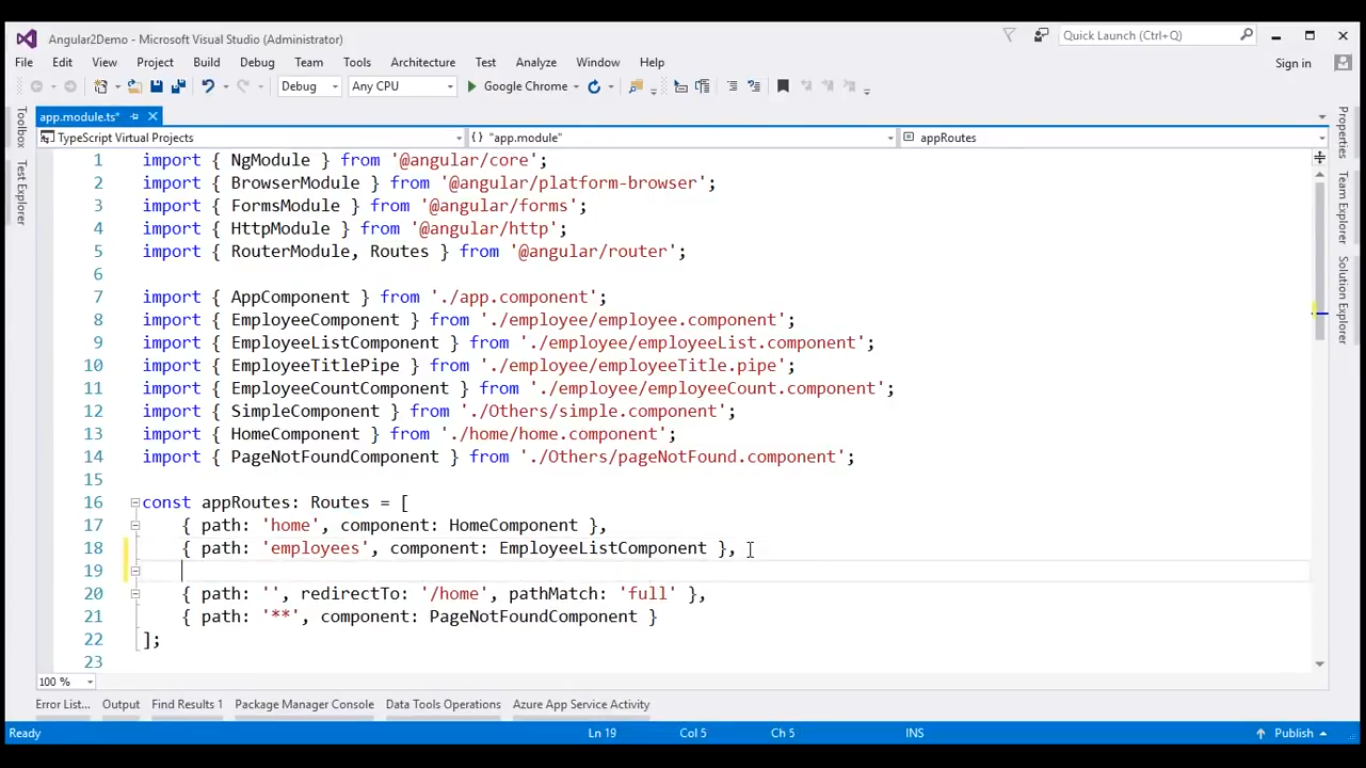 Angular2Demo - Microsoft Visual Studio (Administrator)
Quick Launch (Ctrl+Q)
File Edit View Project Build Debug Team Tools Architecture Test Analyze Window Help
Sign in
Debug Any CPU Google Chrome
app.module.ts*
TypeScript Virtual Projects {} "app.module" appRoutes
Toolbox
Test Explorer
Properties
Team Explorer
Solution Explorer
1 import { NgModule } from '@angular/core';
2 import { BrowserModule } from '@angular/platform-browser';
3 import { FormsModule } from '@angular/forms';
4 import { HttpModule } from '@angular/http';
5 import { RouterModule, Routes } from '@angular/router';
6
7 import { AppComponent } from './app.component';
8 import { EmployeeComponent } from './employee/employee.component';
9 import { EmployeeListComponent } from './employee/employeeList.component';
10 import { EmployeeTitlePipe } from './employee/employeeTitle.pipe';
11 import { EmployeeCountComponent } from './employee/employeeCount.component';
12 import { SimpleComponent } from './Others/simple.component';
13 import { HomeComponent } from './home/home.component';
14 import { PageNotFoundComponent } from './Others/pageNotFound.component';
15
16 const appRoutes: Routes = [
17 { path: 'home', component: HomeComponent },
18 { path: 'employees', component: EmployeeListComponent },
19
20 { path: '', redirectTo: '/home', pathMatch: 'full' },
21 { path: '**', component: PageNotFoundComponent }
22 ];
23
100 %
Error List... Output Find Results 1 Package Manager Console Data Tools Operations Azure App Service Activity
Ready Ln 19 Col 5 Ch 5 INS Publish